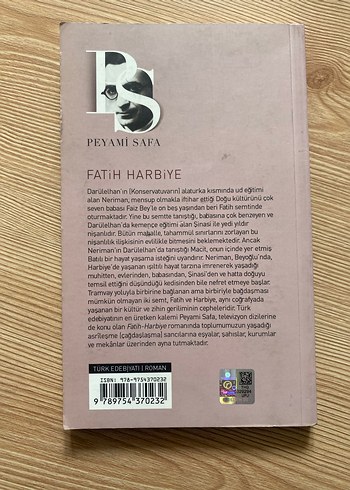 PS
PEYAMİ SAFA
FATİH HARBİYE
Darülelhan'ın (Konservatuvarın) alaturka kısmında ud eğitimi
alan Neriman, mensup olmakla iftihar ettiği Doğu kültürünü çok
seven babası Faiz Bey'le on beş yaşından beri Fatih semtinde
oturmaktadır. Yine bu semtte tanıştığı, babasına çok benzeyen ve
Darülelhan'da kemençe eğitimi alan Şinasi ile yedi yıldır
nişanlıdır. Bütün mahalle, tahammül sınırlarını zorlayan bu
nişanlılık ilişkisinin evlilikle bitmesini beklemektedir. Ancak
Neriman'ın Darülelhan'da tanıştığı Macit, onun içinde yer etmiş
Batılı bir hayat yaşama isteğini uyandırır. Neriman, Beyoğlu'nda,
Harbiye'de yaşanan ışıltılı hayat tarzına imrenerek yaşadığı
muhitten, evlerinden, babasından, Şinasi'den ve hatta doğuyu
temsil ettiğini düşündüğü kedisinden bile nefret etmeye başlar.
Tramvay yoluyla birbirine bağlanan ama birbiriyle bağdaşması
mümkün olmayan iki semt, Fatih ve Harbiye, aynı coğrafyada
yaşanan bir kültür ve zihin geriliminin cepheleridir. Türk
edebiyatının en üretken kalemi Peyami Safa, televizyon dizilerine
de konu olan Fatih-Harbiye romanında toplumumuzun yaşadığı
asrîleşme (çağdaşlaşma) sancılarına eşyalar, şahıslar, kurumlar
ve mekânlar üzerinden ayna tutmaktadır.
TÜRK EDEBİYATI | ROMAN
ISBN: 978-9754370232
9 789754 370232